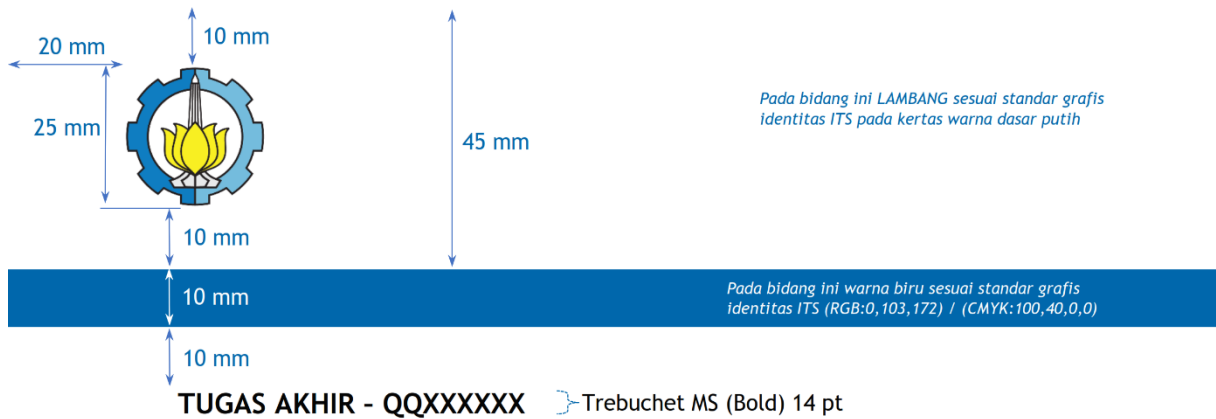 10 mm
20 mm
25 mm
45 mm
Pada bidang ini LAMBANG sesuai standar grafis
identitas ITS pada kertas warna dasar putih
10 mm
10 mm
Pada bidang ini warna biru sesuai standar grafis
identitas ITS (RGB:0,103,172) / (CMYK:100,40,0,0)
10 mm
TUGAS AKHIR - QQXXXXXX
Trebuchet MS (Bold) 14 pt